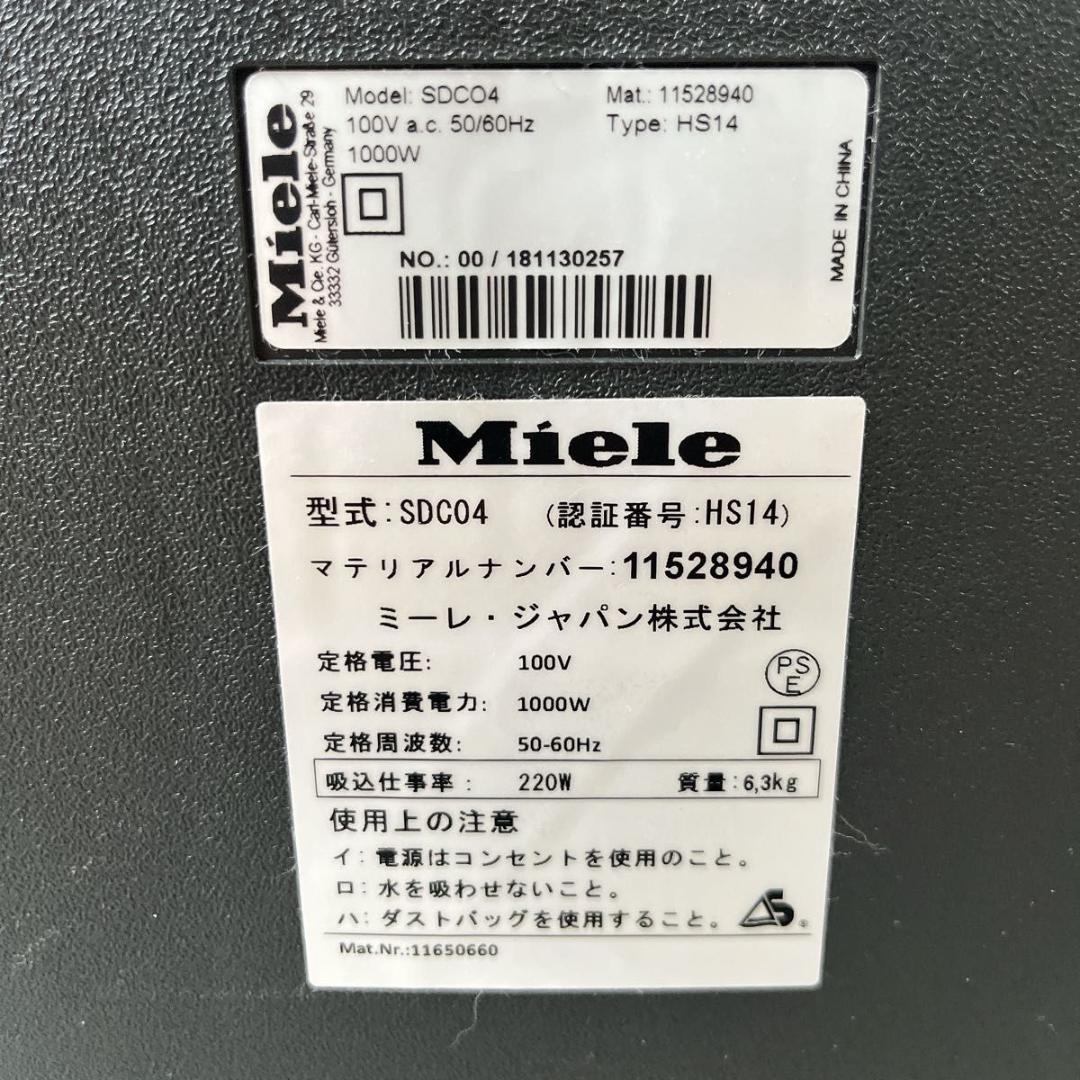 Miele
Miele & Cie. KG - Carl-Miele-Straße 29
33332 Gütersloh - Germany
Model: SDCO4
Mat.: 11528940
100V a.c. 50/60Hz
Type: HS14
1000W
NO.: 00 / 181130257
MADE IN CHINA
Miele
型式:SDC04 (認証番号:HS14)
マテリアルナンバー:11528940
ミーレ・ジャパン株式会社
定格電圧: 100V
定格消費電力: 1000W
定格周波数: 50-60Hz
PS
E
吸込仕事率: 220W 質量:6,3kg
使用上の注意
イ:電源はコンセントを使用のこと。
ロ:水を吸わせないこと。
ハ:ダストバッグを使用すること。
Mat.Nr.:11650660